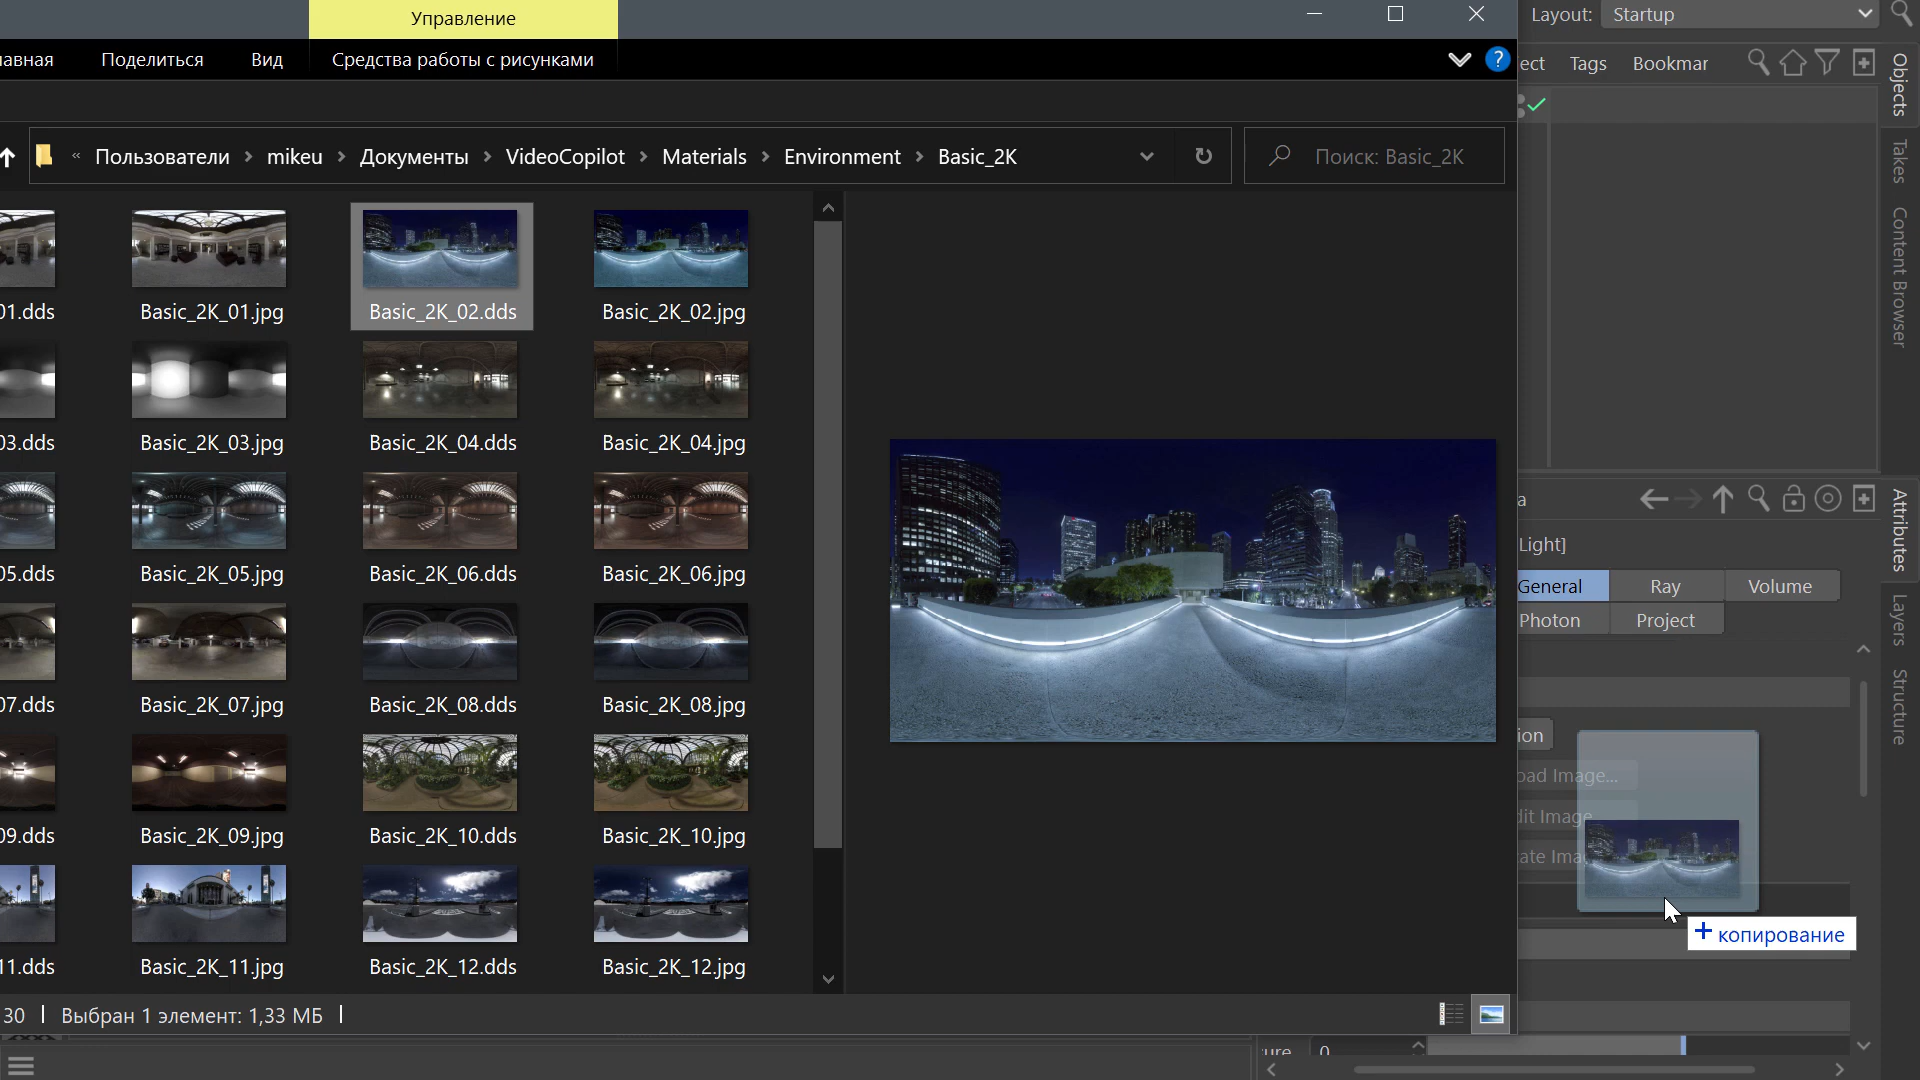 Управление
Layout:
Startup
Поделиться
Вид
Средства работы с рисунками
?
Tags
Bookmar
Objects
«
Пользователи
mikeu
Документы
VideoCopilot
Materials
Environment
Basic_2K
Поиск: Basic_2K
Takes
Content Browser
01.dds
Basic_2K_01.jpg
Basic_2K_02.dds
Basic_2K_02.jpg
03.dds
Basic_2K_03.jpg
Basic_2K_04.dds
Basic_2K_04.jpg
Attributes
Light]
05.dds
Basic_2K_05.jpg
Basic_2K_06.dds
Basic_2K_06.jpg
General
Ray
Volume
Photon
Project
Layers
07.dds
Basic_2K_07.jpg
Basic_2K_08.dds
Basic_2K_08.jpg
Structure
09.dds
Basic_2K_09.jpg
Basic_2K_10.dds
Basic_2K_10.jpg
копирование
11.dds
Basic_2K_11.jpg
Basic_2K_12.dds
Basic_2K_12.jpg
30
Выбран 1 элемент: 1,33 МБ
0